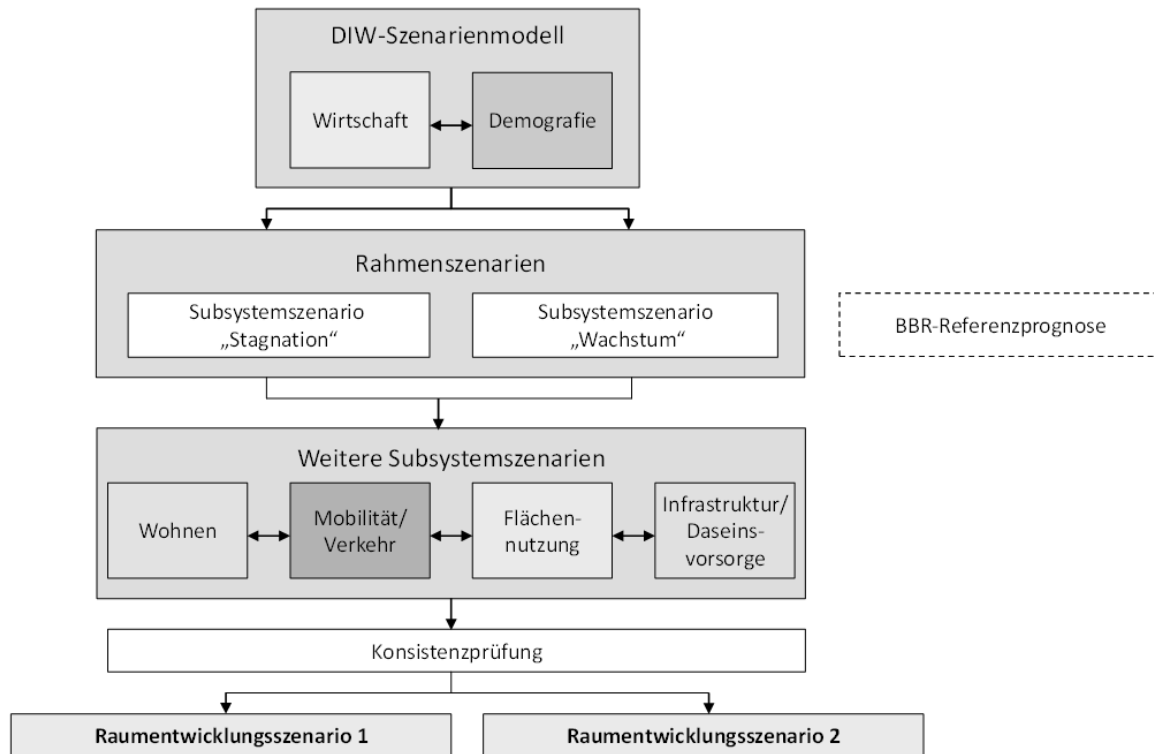 DIW-Szenarienmodell
Wirtschaft
Demografie
Rahmenszenarien
Subsystemszenario
„Stagnation“
Subsystemszenario
„Wachstum“
BBR-Referenzprognose
Weitere Subsystemszenarien
Wohnen
Mobilität/
Verkehr
Flächen-
nutzung
Infrastruktur/
Daseins-
vorsorge
Konsistenzprüfung
Raumentwicklungsszenario 1
Raumentwicklungsszenario 2